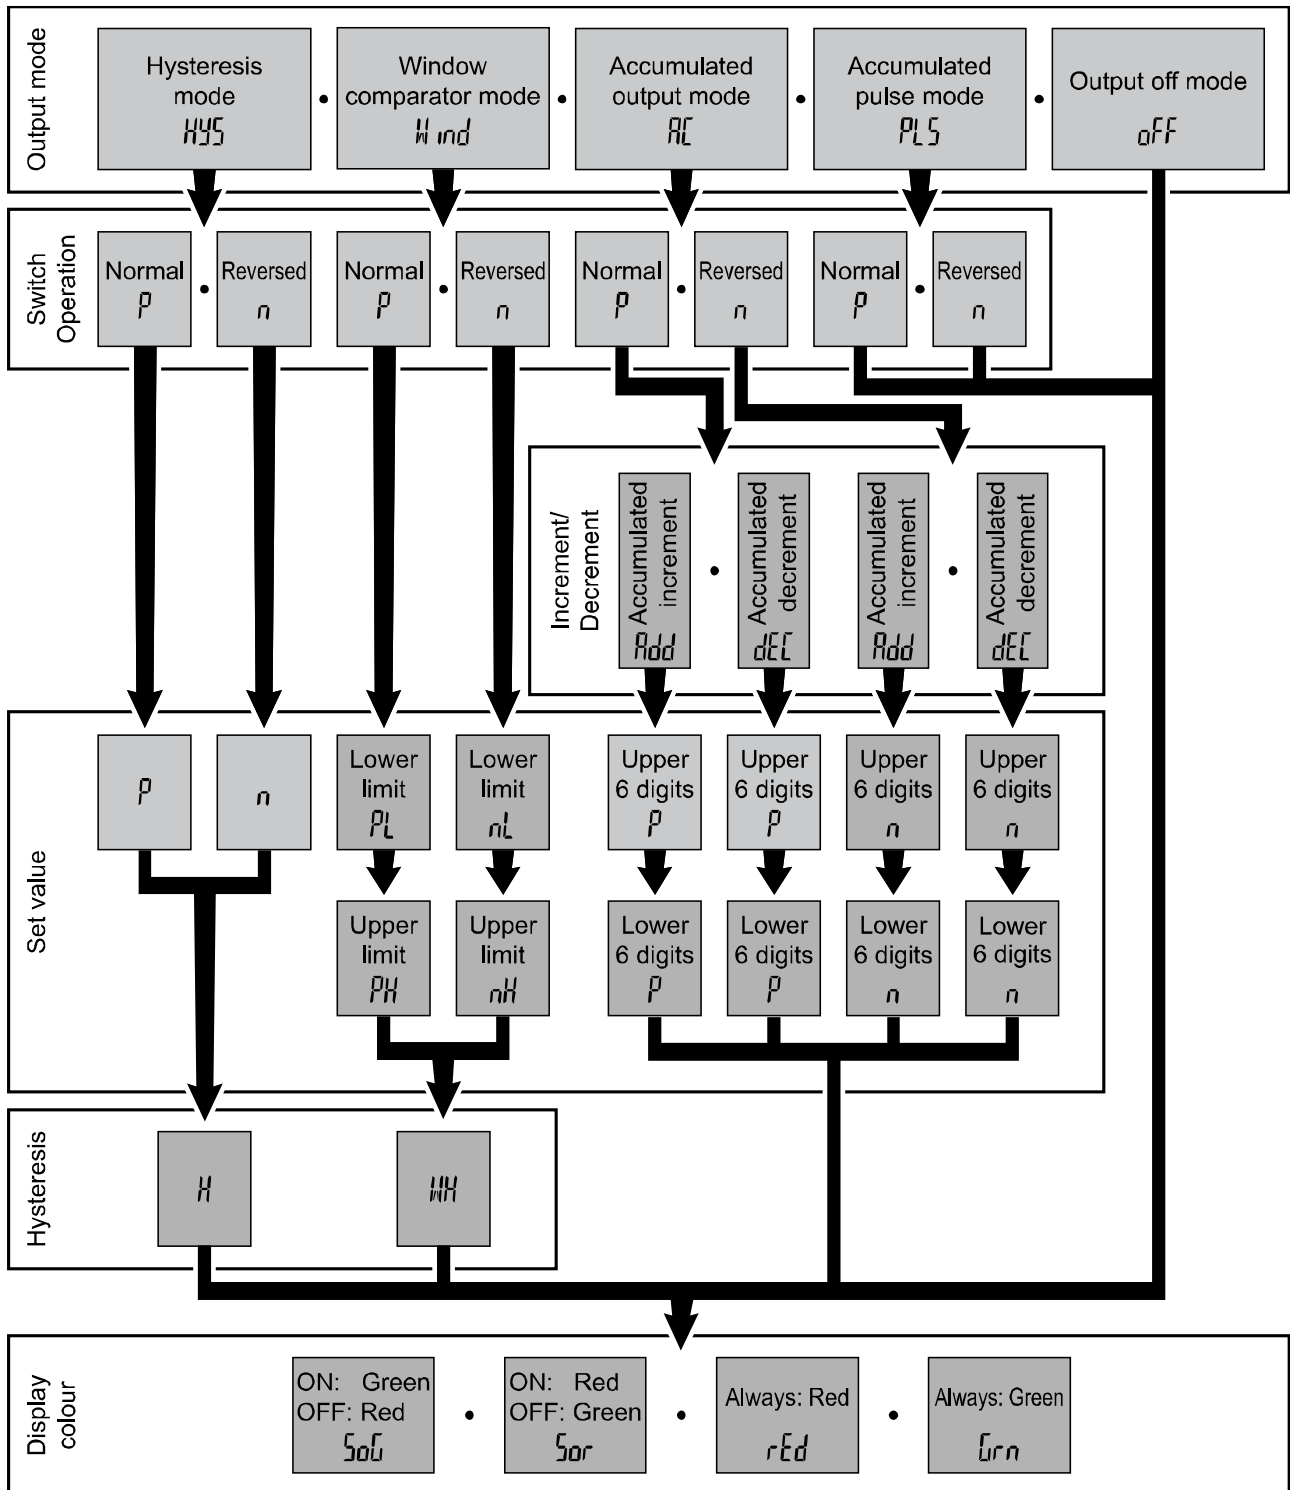 Output mode
Hysteresis
mode
HYS
Window
comparator mode
Wind
Accumulated
output mode
AC
Accumulated
pulse mode
PLS
Output off mode
oFF
Switch
Operation
Normal
P
Reversed
n
Normal
P
Reversed
n
Normal
P
Reversed
n
Normal
P
Reversed
n
Increment/
Decrement
Accumulated
increment
Add
Accumulated
decrement
dEC
Accumulated
increment
Add
Accumulated
decrement
dEC
Set value
P
n
Lower
limit
PL
Lower
limit
nL
Upper
6 digits
P
Upper
6 digits
P
Upper
6 digits
n
Upper
6 digits
n
Upper
limit
PH
Upper
limit
nH
Lower
6 digits
P
Lower
6 digits
P
Lower
6 digits
n
Lower
6 digits
n
Hysteresis
H
WH
Display
colour
ON: Green
OFF: Red
SoG
ON: Red
OFF: Green
Sor
Always: Red
rEd
Always: Green
Grn